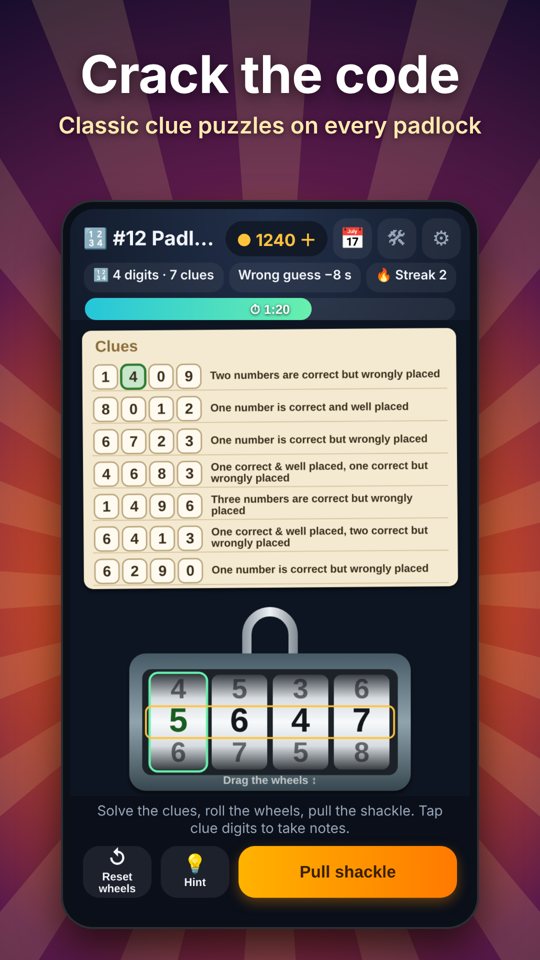 Crack the code
Classic clue puzzles on every padlock
#12 Padl...
1240 +
July
17
4 digits · 7 clues
Wrong guess −8 s
Streak 2
1:20
Clues
1 4 0 9 Two numbers are correct but wrongly placed
8 0 1 2 One number is correct and well placed
6 7 2 3 One number is correct but wrongly placed
4 6 8 3 One correct & well placed, one correct but
wrongly placed
1 4 9 6 Three numbers are correct but wrongly
placed
6 4 1 3 One correct & well placed, two correct but
wrongly placed
6 2 9 0 One number is correct but wrongly placed
4 5 3 6
5 6 4 7
6 7 5 8
Drag the wheels ↕
Solve the clues, roll the wheels, pull the shackle. Tap
clue digits to take notes.
Reset
wheels
Hint
Pull shackle